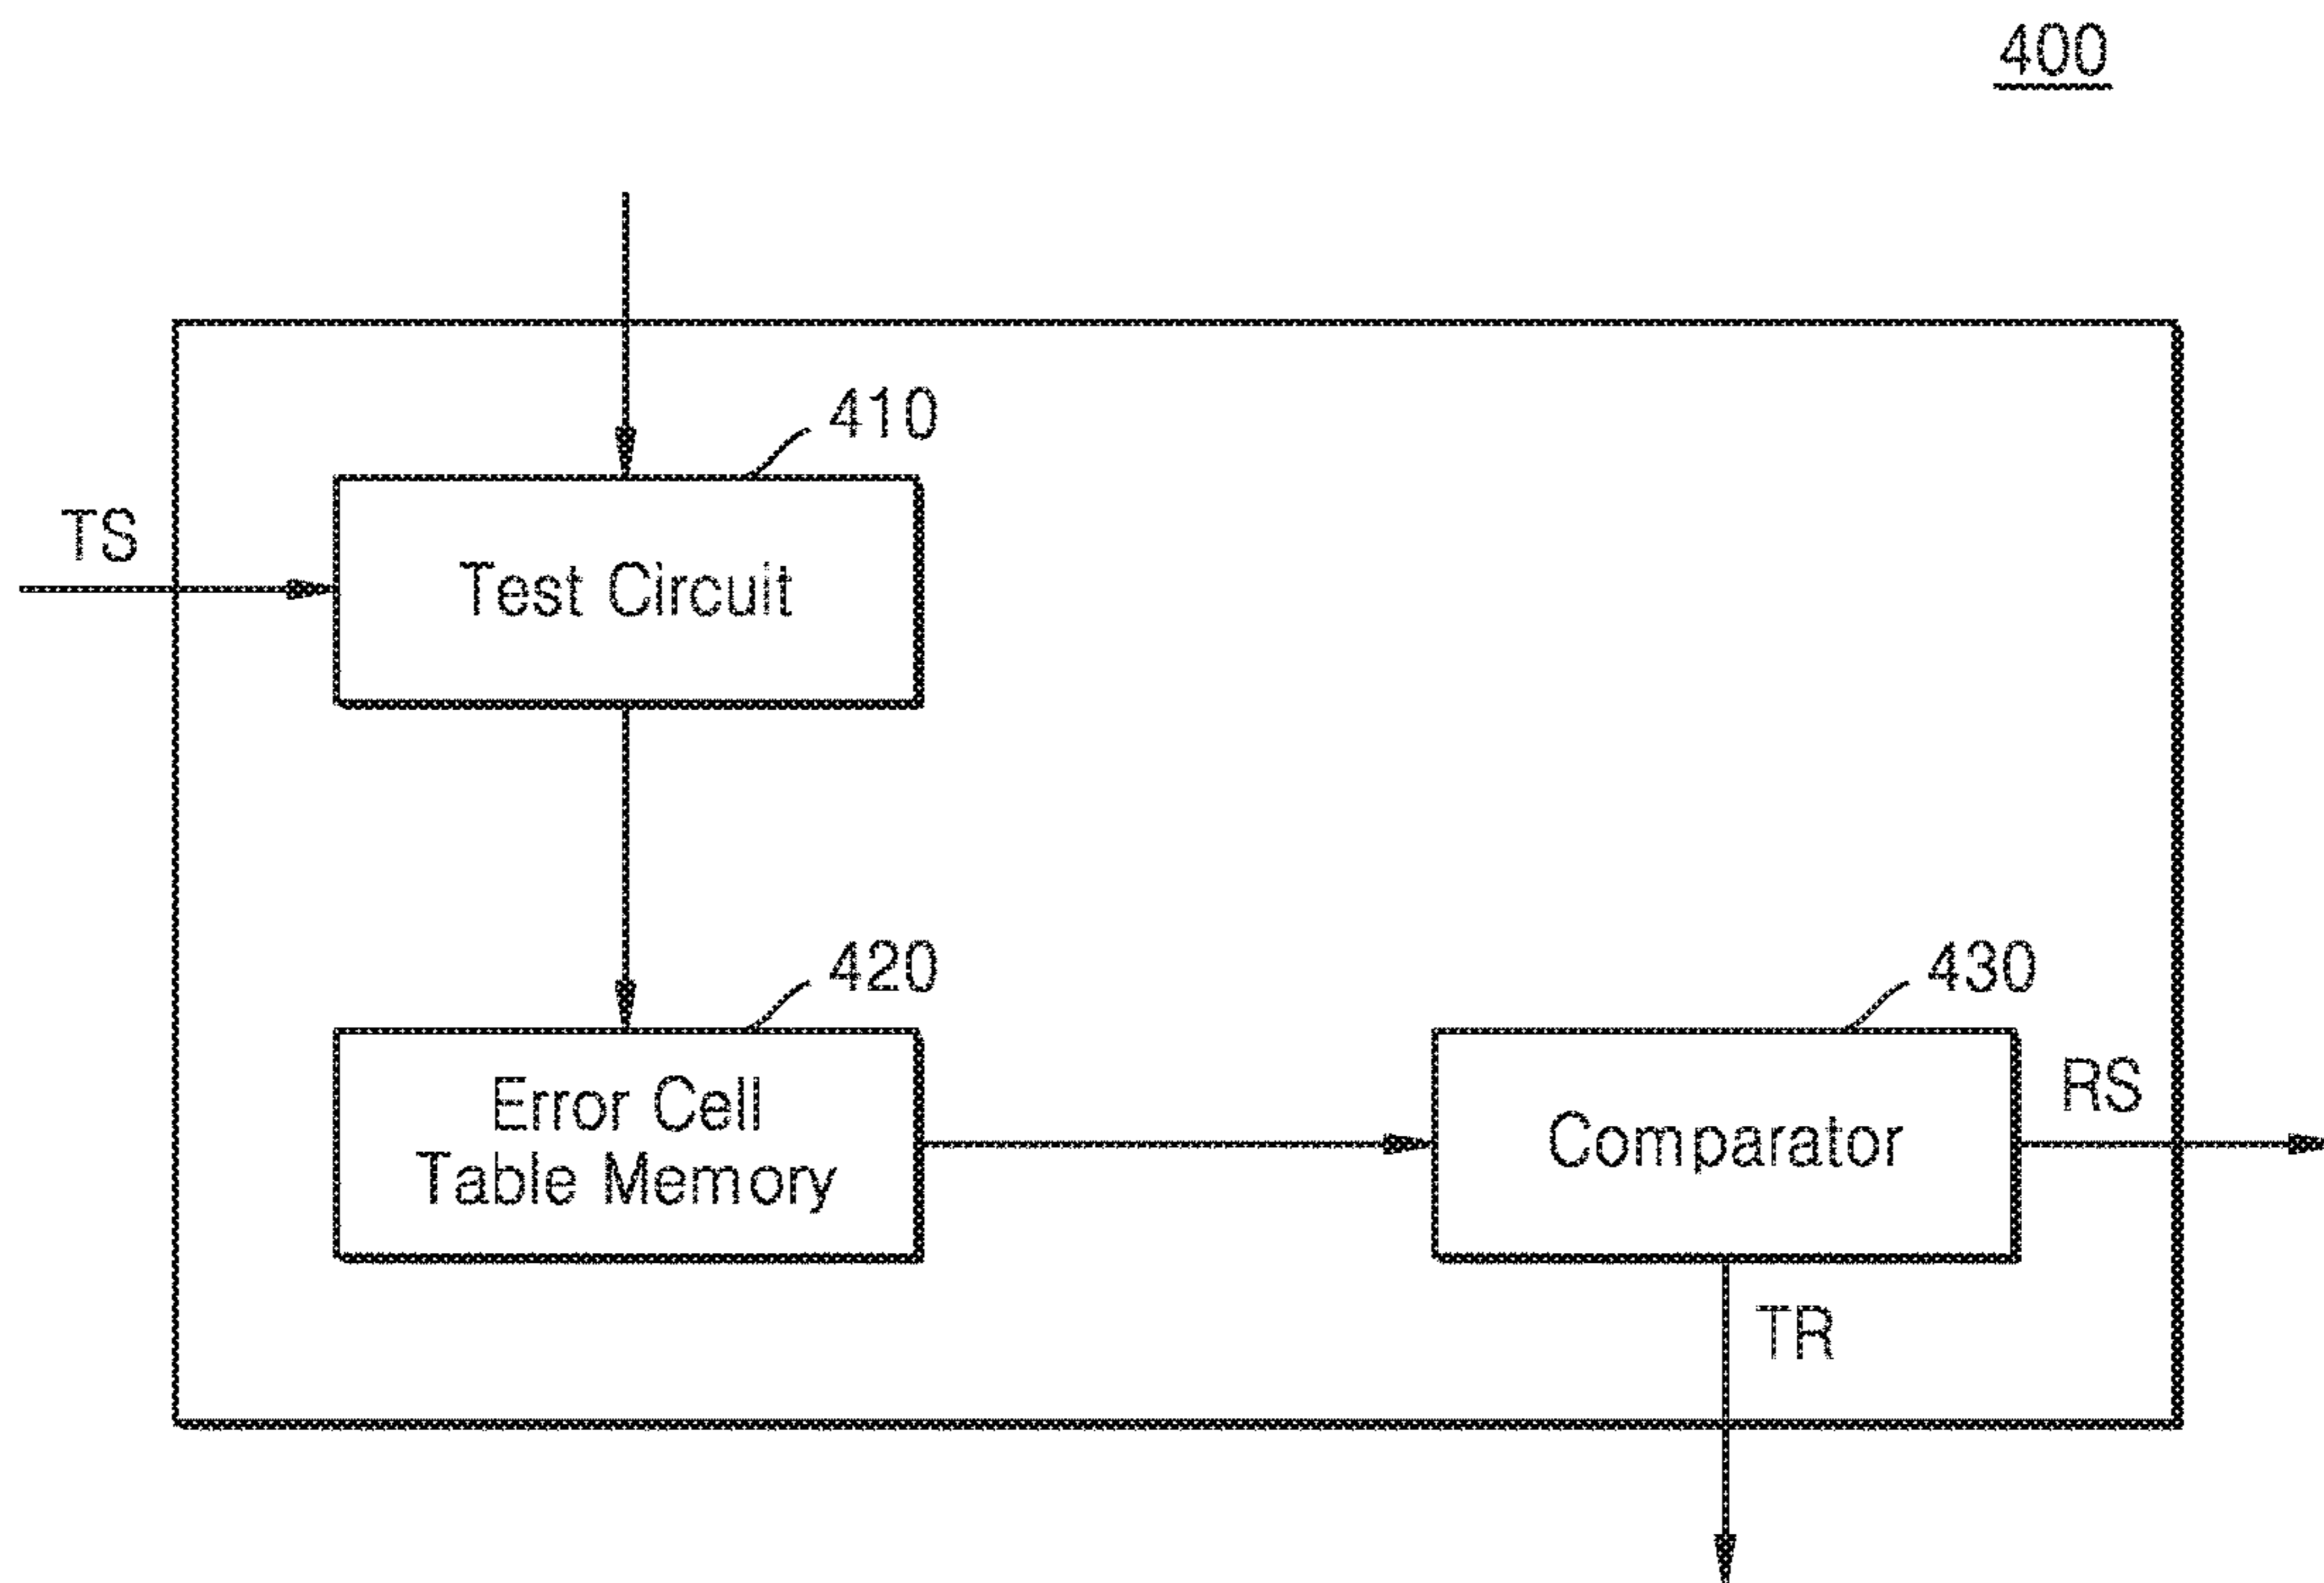 400
410
TS
Test Circuit
420
430
Error Cell
Table Memory
Comparator
RS
TR